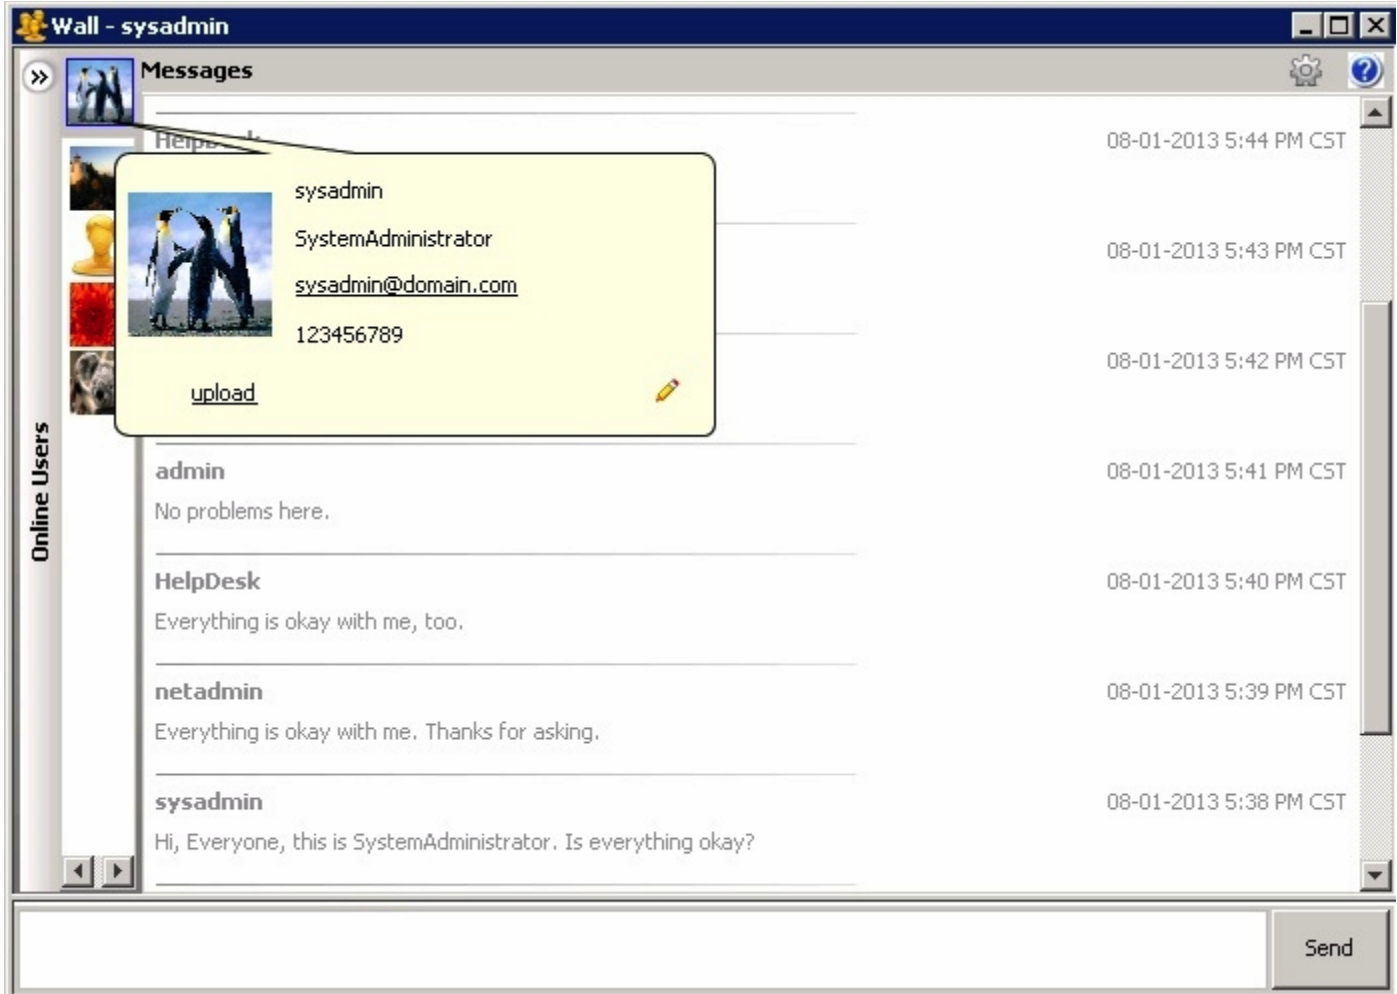 Wall - sysadmin
Messages
08-01-2013 5:44 PM CST
sysadmin
SystemAdministrator
sysadmin@domain.com
123456789
upload
08-01-2013 5:43 PM CST
08-01-2013 5:42 PM CST
Online Users
admin 08-01-2013 5:41 PM CST
No problems here.
HelpDesk 08-01-2013 5:40 PM CST
Everything is okay with me, too.
netadmin 08-01-2013 5:39 PM CST
Everything is okay with me. Thanks for asking.
sysadmin 08-01-2013 5:38 PM CST
Hi, Everyone, this is SystemAdministrator. Is everything okay?
Send